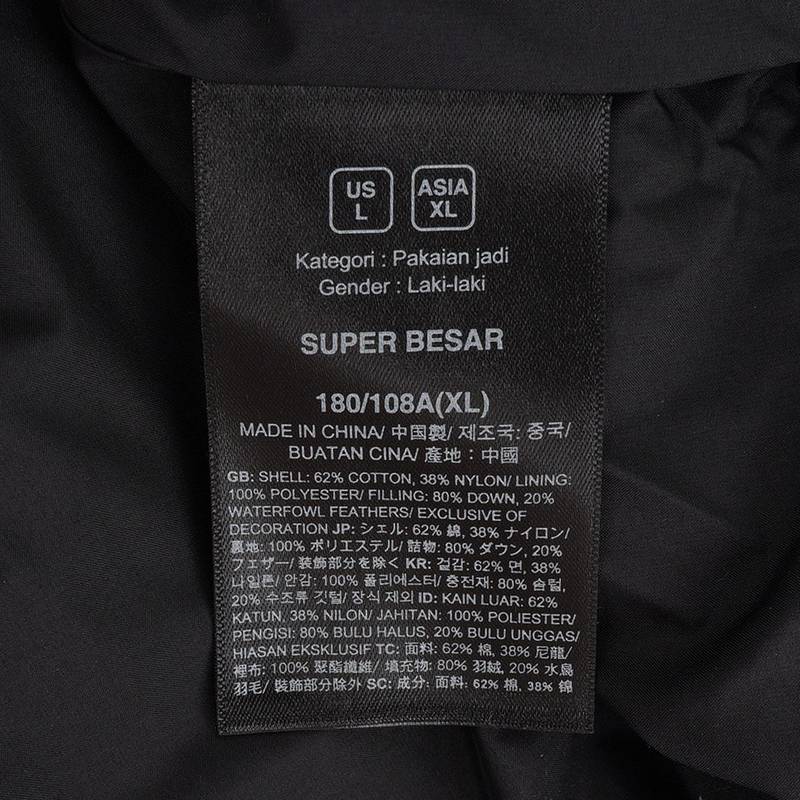 US
L
ASIA
XL
Kategori : Pakaian jadi
Gender : Laki-laki
SUPER BESAR
180/108A(XL)
MADE IN CHINA/ 中国製/ 제조국: 중국/
BUATAN CINA/ 產地 : 中國
GB: SHELL: 62% COTTON, 38% NYLON/ LINING:
100% POLYESTER/ FILLING: 80% DOWN, 20%
WATERFOWL FEATHERS/ EXCLUSIVE OF
DECORATION JP: シェル: 62% 綿, 38% ナイロン/
裏地: 100% ポリエステル/ 詰物: 80% ダウン, 20%
フェザー/ 装飾部分を除く KR: 겉감: 62% 면, 38%
나일론/ 안감: 100% 폴리에스터/ 충전재: 80% 솜털,
20% 수조류 깃털/ 장식 제외 ID: KAIN LUAR: 62%
KATUN, 38% NILON/ JAHITAN: 100% POLIESTER/
PENGISI: 80% BULU HALUS, 20% BULU UNGGAS/
HIASAN EKSKLUSIF TC: 面料: 62% 棉, 38% 尼龍/
裡布: 100% 聚酯纖維/ 填充物: 80% 羽絨, 20% 水鳥
羽毛/ 裝飾部分除外 SC: 成分: 面料: 62% 棉, 38% 锦